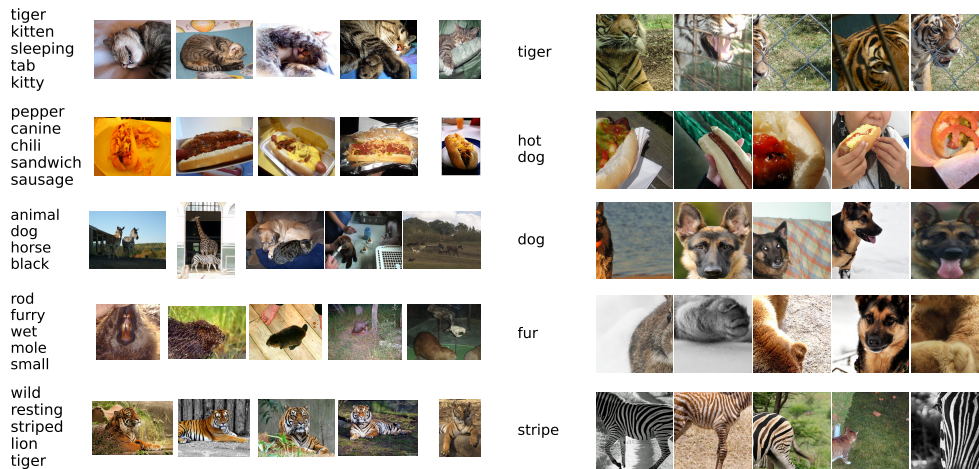 tiger
kitten
sleeping
tab
kitty
tiger
pepper
canine
chili
sandwich
sausage
hot
dog
animal
dog
horse
black
dog
rod
furry
wet
mole
small
fur
wild
resting
striped
lion
tiger
stripe